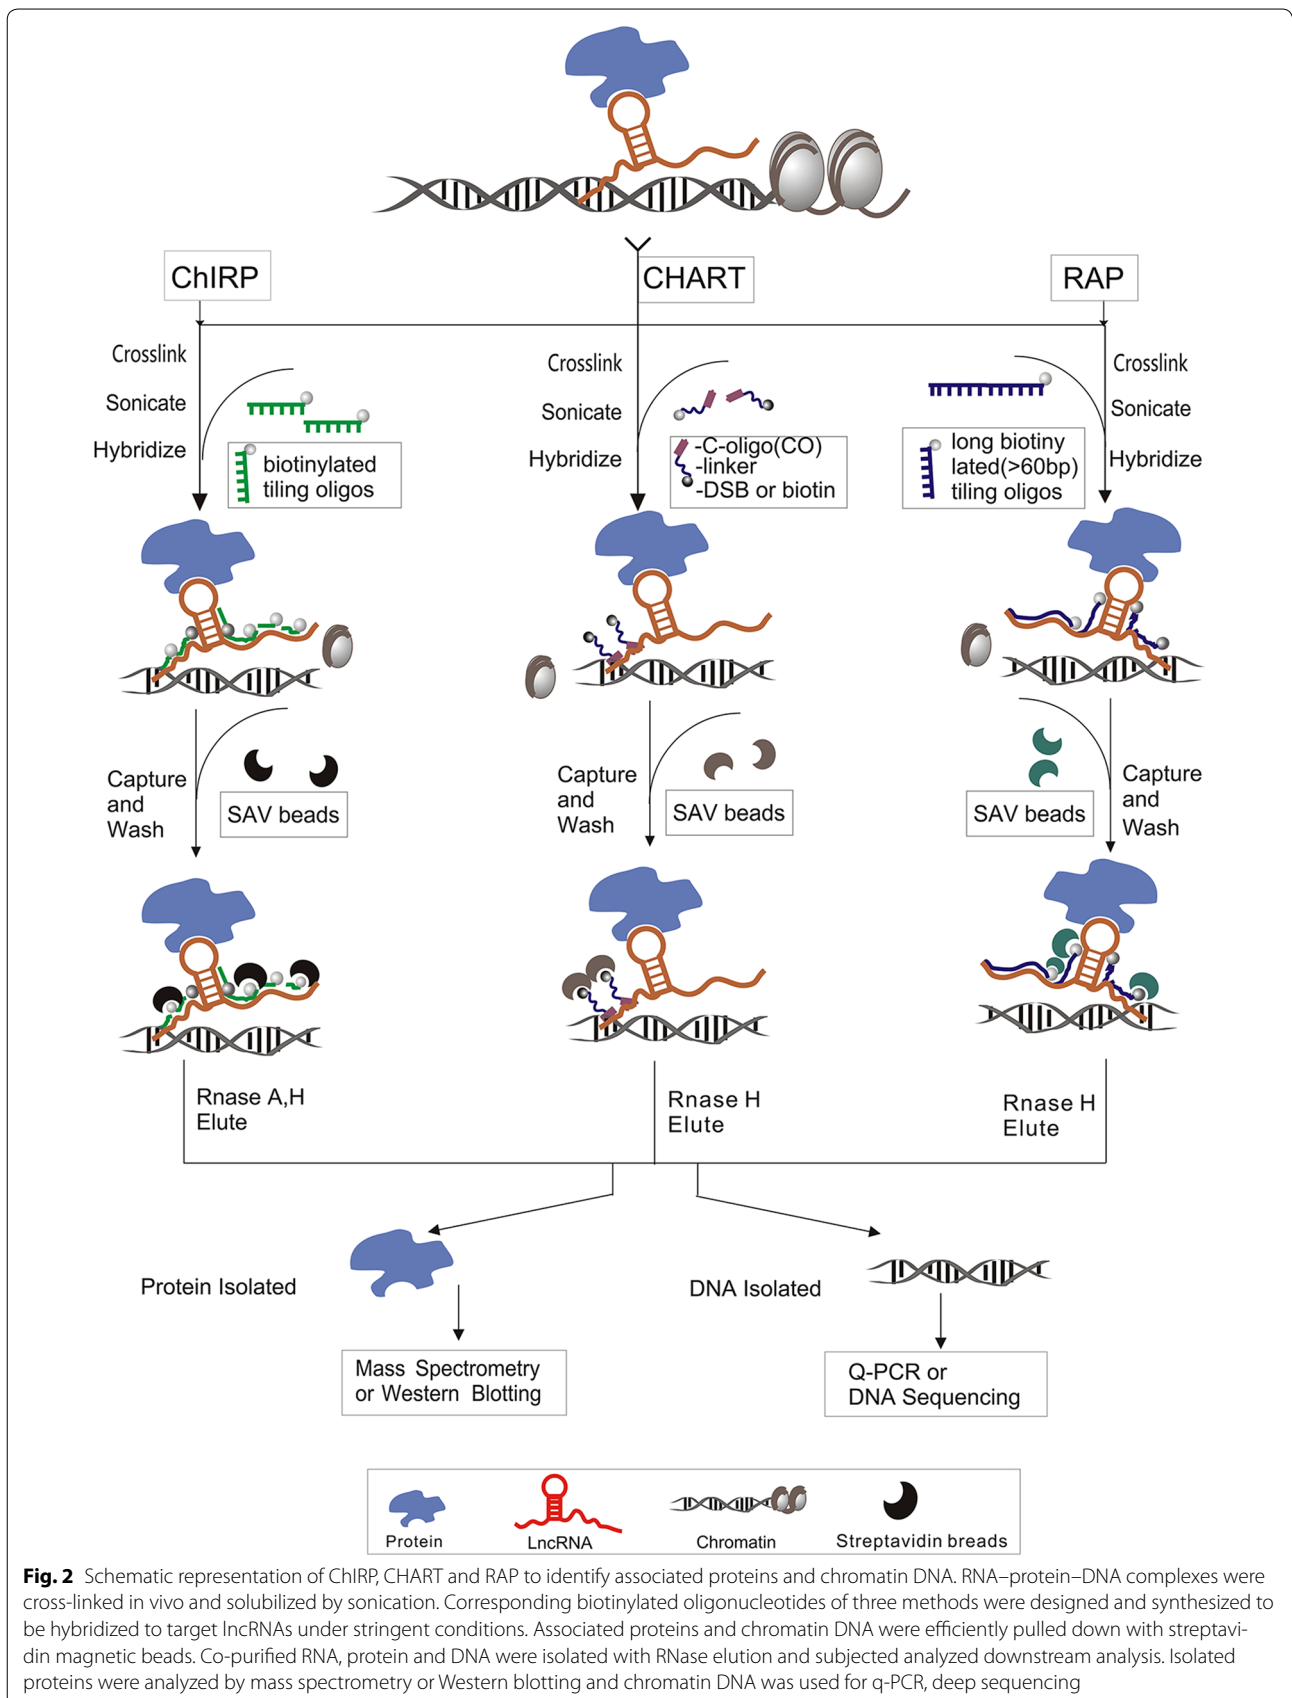 ChIRP
CHART
RAP
Crosslink
Sonicate
Hybridize
biotinylated
tiling oligos
Crosslink
Sonicate
Hybridize
-C-oligo(CO)
-linker
-DSB or biotin
long biotiny
lated(>60bp)
tiling oligos
Crosslink
Sonicate
Hybridize
Capture
and
Wash
SAV beads
Capture
and
Wash
SAV beads
SAV beads
Capture
and
Wash
Rnase A,H
Elute
Rnase H
Elute
Rnase H
Elute
Protein Isolated
DNA Isolated
Mass Spectrometry
or Western Blotting
Q-PCR or
DNA Sequencing
Protein
LncRNA
Chromatin
Streptavidin breads
Fig. 2 Schematic representation of ChIRP, CHART and RAP to identify associated proteins and chromatin DNA. RNA–protein–DNA complexes were
cross-linked in vivo and solubilized by sonication. Corresponding biotinylated oligonucleotides of three methods were designed and synthesized to
be hybridized to target lncRNAs under stringent conditions. Associated proteins and chromatin DNA were efficiently pulled down with streptavi-
din magnetic beads. Co-purified RNA, protein and DNA were isolated with RNase elution and subjected analyzed downstream analysis. Isolated
proteins were analyzed by mass spectrometry or Western blotting and chromatin DNA was used for q-PCR, deep sequencing